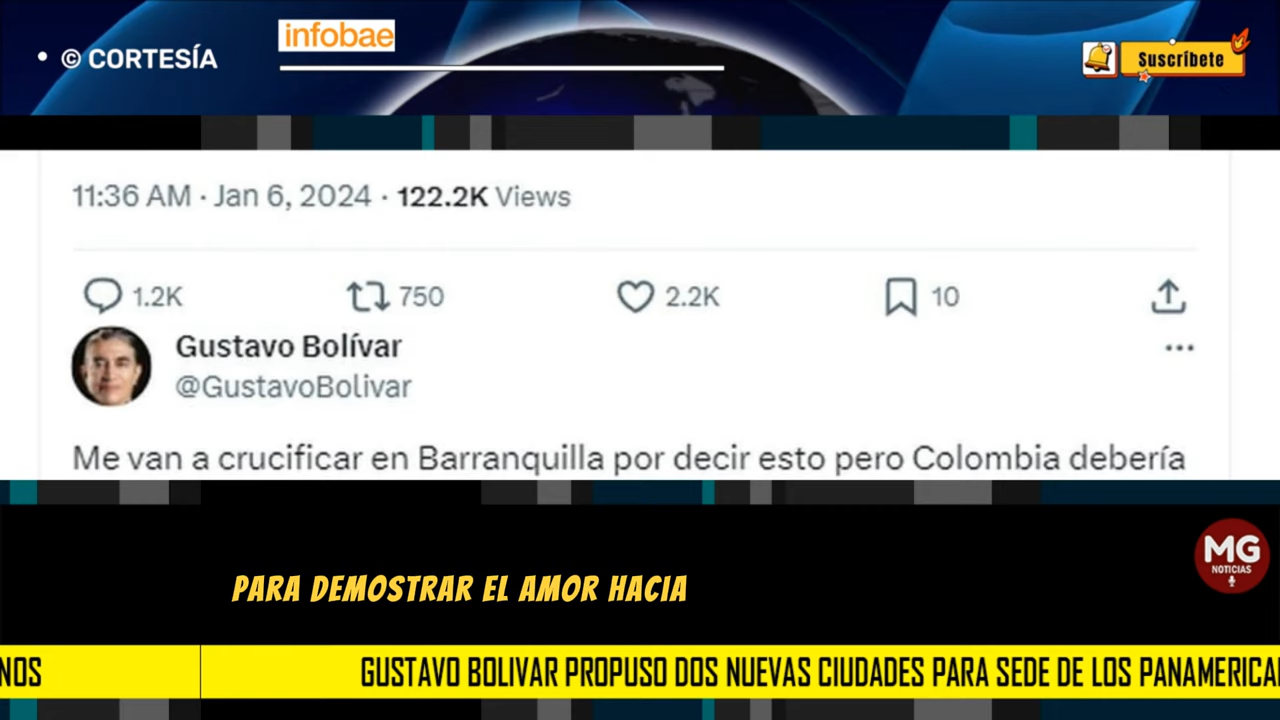 • © CORTESÍA
infobae
Suscríbete
11:36 AM · Jan 6, 2024 · 122.2K Views
1.2K 750 2.2K 10
Gustavo Bolívar
@GustavoBolivar
Me van a crucificar en Barranquilla por decir esto pero Colombia debería
MG
NOTICIAS
PARA DEMOSTRAR EL AMOR HACIA
NOS GUSTAVO BOLIVAR PROPUSO DOS NUEVAS CIUDADES PARA SEDE DE LOS PANAMERICA